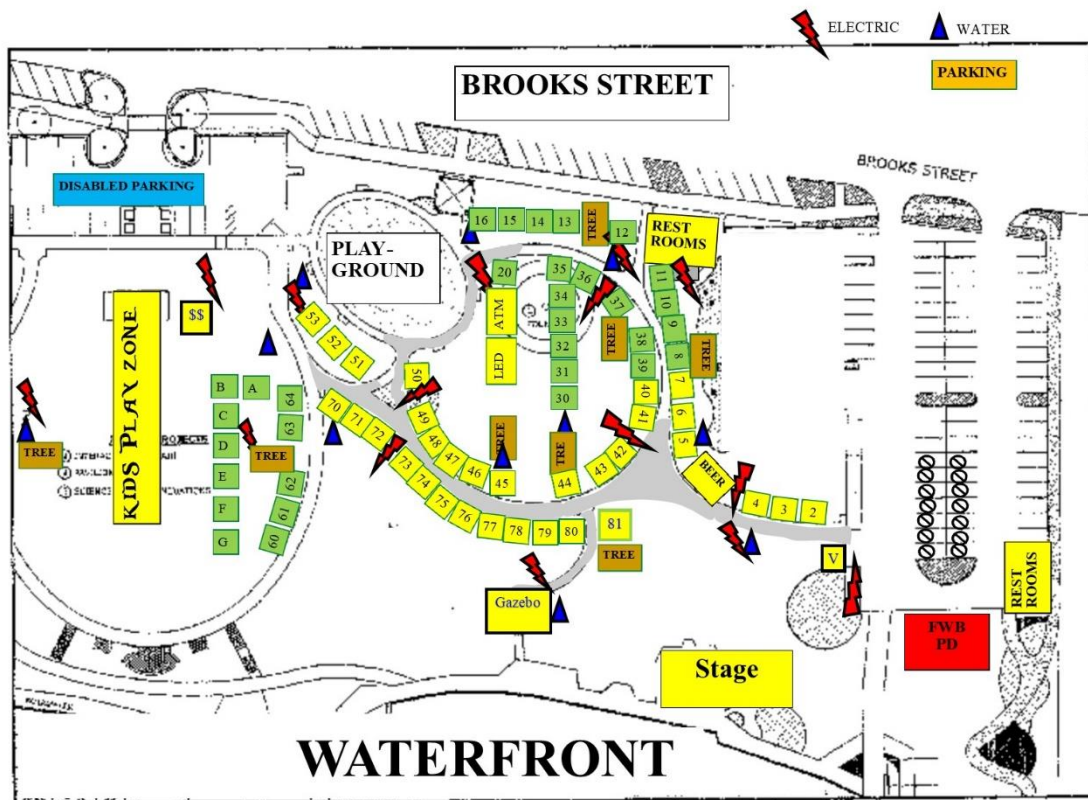 ELECTRIC
WATER
PARKING
BROOKS STREET
BROOKS STREET
DISABLED PARKING
PLAY-
GROUND
16
15
14
13
TREE
12
REST
ROOMS
20
35
36
37
34
33
32
31
30
ATM
LED
TREE
38
39
40
41
11
10
9
8
7
6
5
TREE
$$
KIDS PLAY ZONE
53
52
51
50
B
A
C
D
E
F
G
64
63
62
61
60
TREE
TREE
70
71
72
73
74
75
76
77
78
79
80
49
48
47
46
45
TREE
TRE
44
43
42
BEER
4
3
2
81
TREE
V
Gazebo
Stage
FWB
PD
REST
ROOMS
WATERFRONT